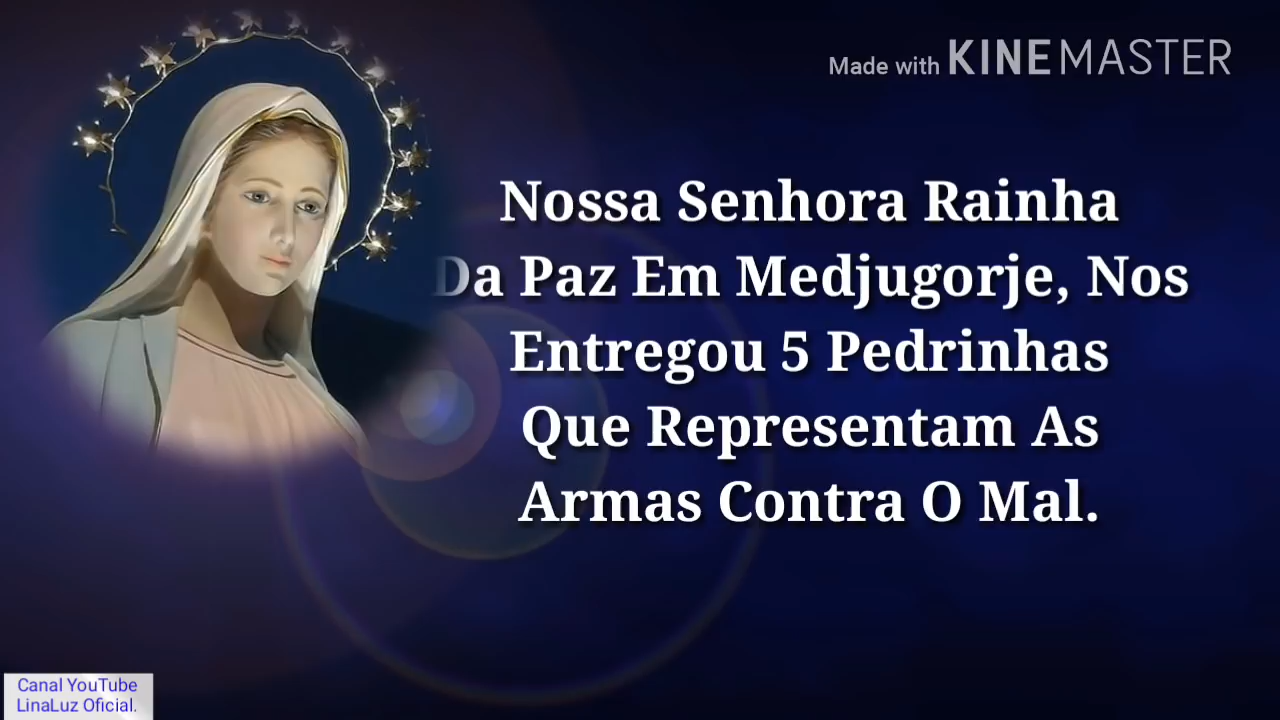 Made with KINEMASTER
Nossa Senhora Rainha
Da Paz Em Medjugorje, Nos
Entregou 5 Pedrinhas
Que Representam As
Armas Contra O Mal.
Canal YouTube
LinaLuz Oficial.